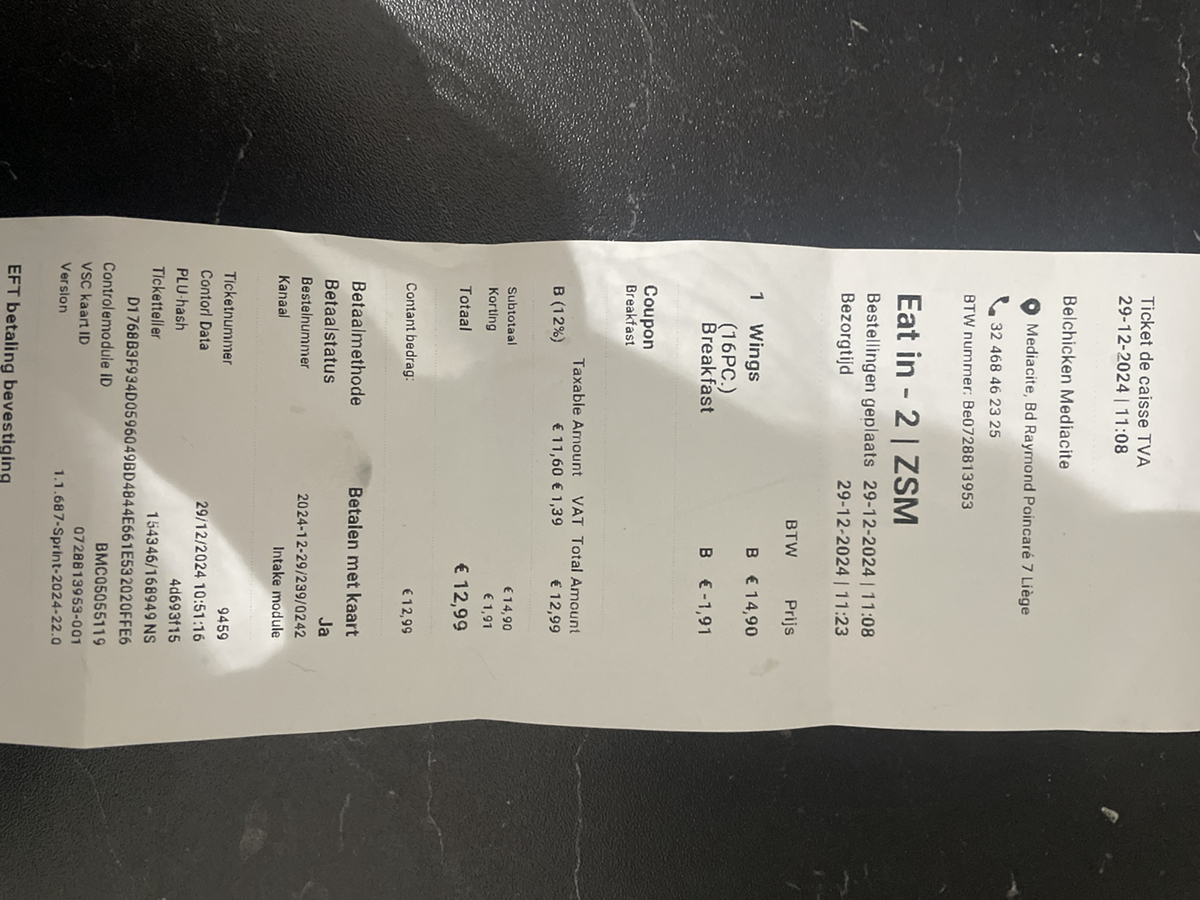 Ticket de caisse TVA
29-12-2024 | 11:08
Belchicken Mediacite
Mediacite, Bd Raymond Poincaré 7 Liège
32 468 46 23 25
BTW nummer: Be0728813953
Eat in - 2 | ZSM
Bestellingen geplaats 29-12-2024 | 11:08
Bezorgtijd 29-12-2024 | 11:23
BTW Prijs
1 Wings B € 14,90
(16PC.)
Breakfast B € -1,91
Coupon
Breakfast
Taxable Amount VAT Total Amount
B (12%) € 11,60 € 1,39 € 12,99
Subtotaal € 14,90
Korting € 1,91
Totaal € 12,99
Contant bedrag: € 12,99
Betaalmethode Betalen met kaart
Betaalstatus Ja
Bestelnummer 2024-12-29/239/0242
Kanaal Intake module
Ticketnummer 9459
Contorl Data 29/12/2024 10:51:16
PLU-hash 4d693f15
Ticketteller 154346/168949 NS
D1768B3F934D0596049BD4844E661E532020FFE6
Controlemodule ID BMC05055119
VSC kaart ID 0728813953-001
Version 1.1.687-Sprint-2024-22.0
EFT betaling bevestiging